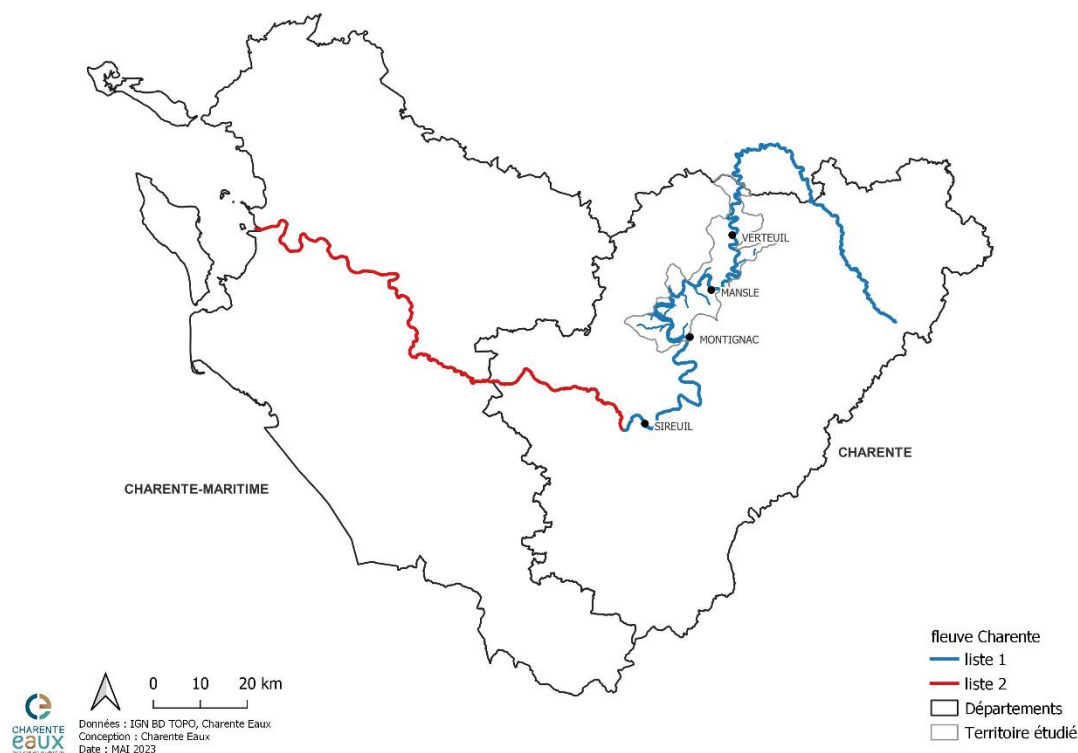 VERTEUIL
MANSLE
MONTIGNAC
SIREUIL
CHARENTE
CHARENTE-MARITIME
fleuve Charente
liste 1
liste 2
Départements
Territoire étudié
0 10 20 km
CHARENTE
eaux
Données : IGN BD TOPO, Charente Eaux
Conception : Charente Eaux
Date : MAI 2023